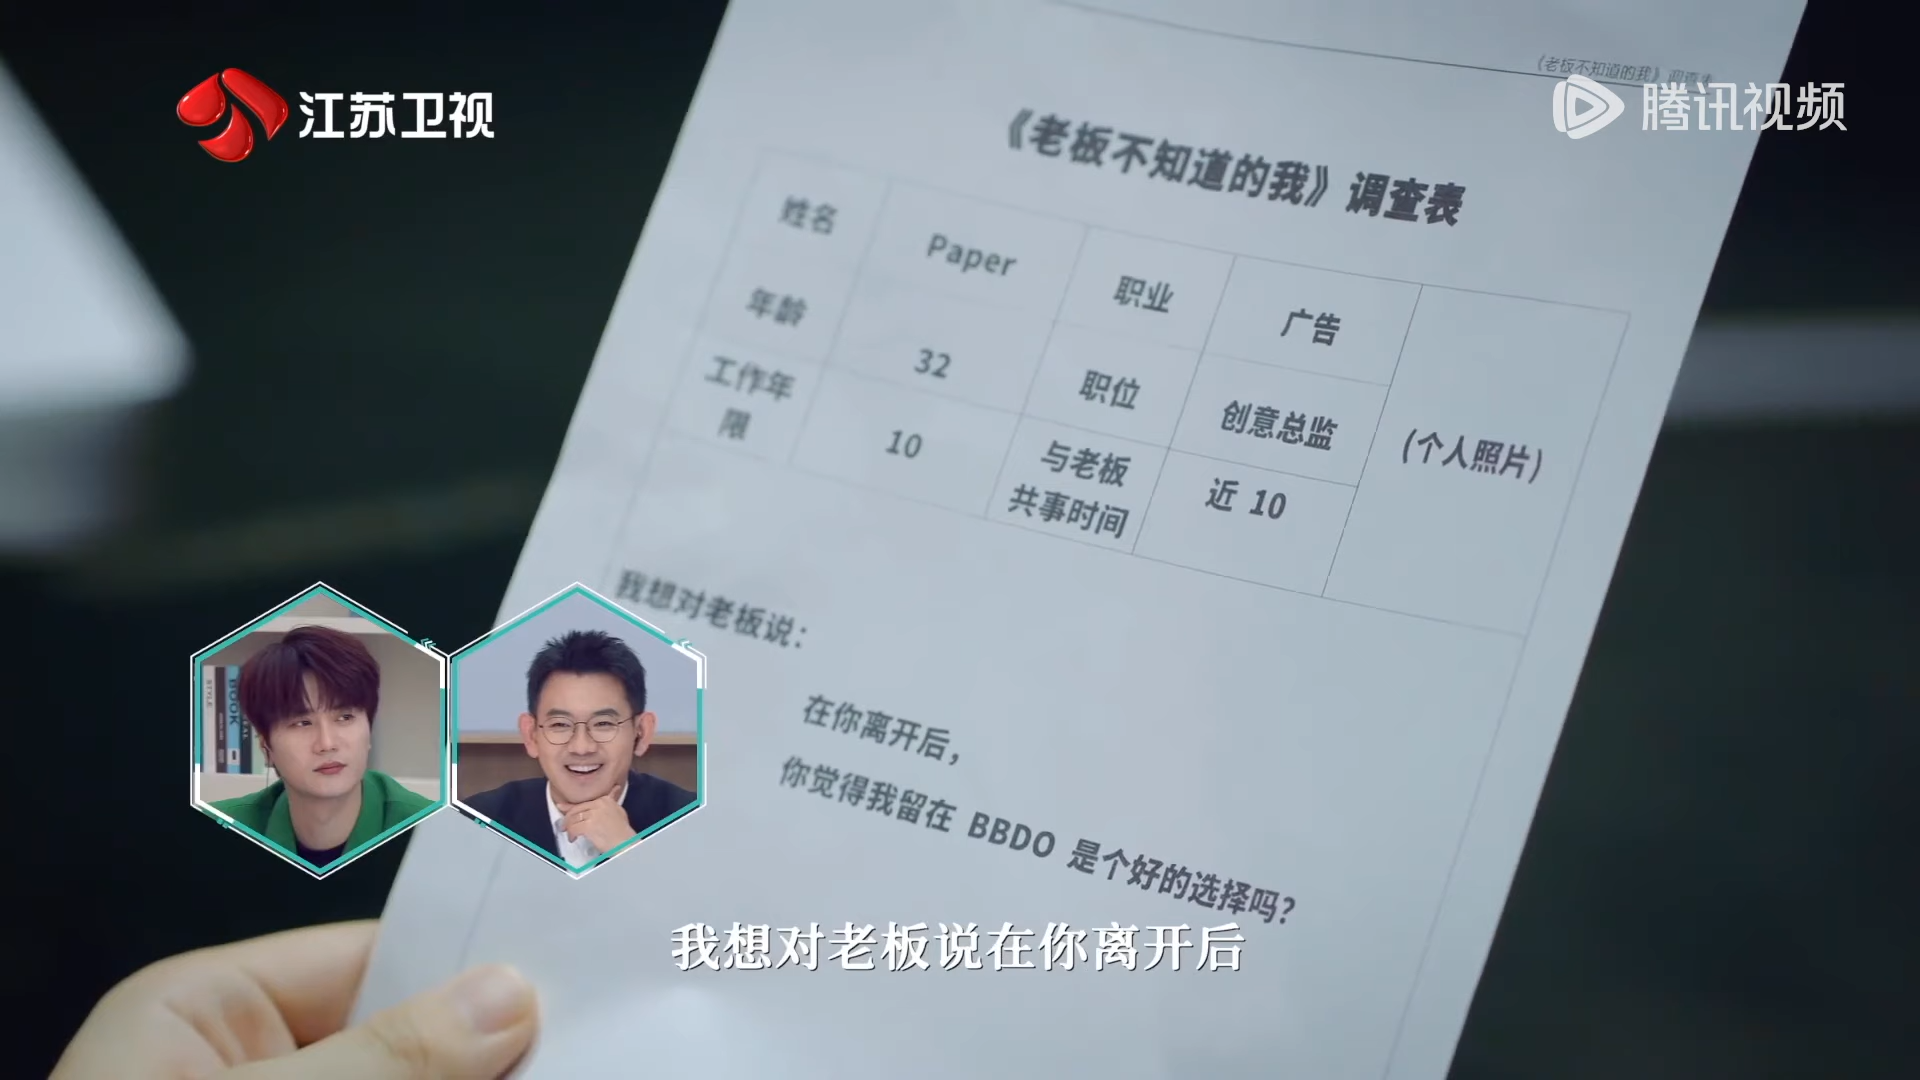 江苏卫视
《老板不知道的我》调查表
腾讯视频
《老板不知道的我》调查表
姓名
Paper
职业
广告
(个人照片)
年龄
32
职位
创意总监
工作年
限
10
与老板
共事时间
近 10
我想对老板说:
在你离开后,
你觉得我留在 BBDO 是个好的选择吗?
STYLE
BOOK
我想对老板说在你离开后